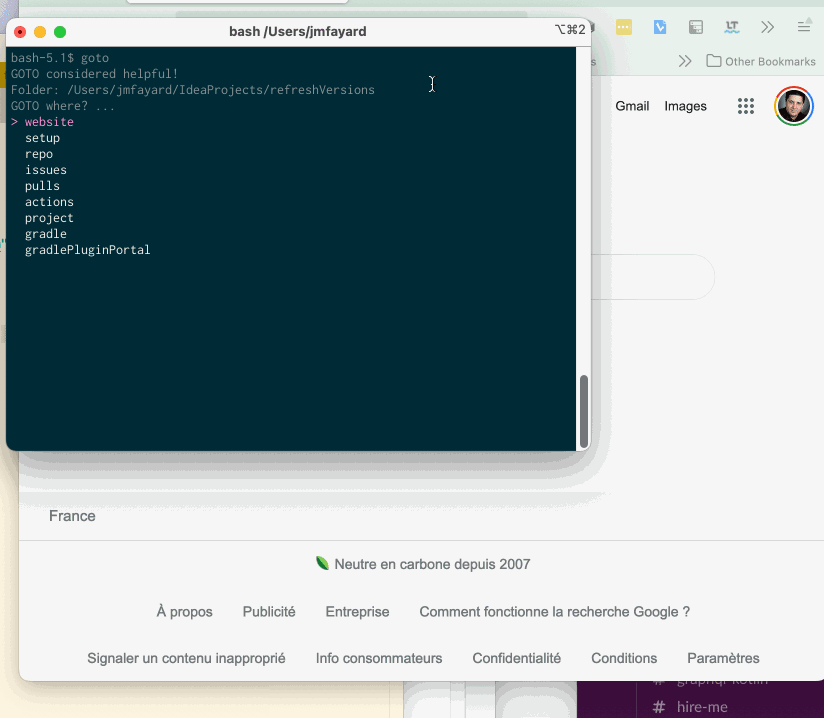 bash /Users/jmfayard
⌥⌘2
bash-5.1$ goto
GOTO considered helpful!
Folder: /Users/jmfayard/IdeaProjects/refreshVersions
GOTO where? ...
> website
setup
repo
issues
pulls
actions
project
gradle
gradlePluginPortal
LT
Other Bookmarks
Gmail Images
France
Neutre en carbone depuis 2007
À propos Publicité Entreprise Comment fonctionne la recherche Google ?
Signaler un contenu inapproprié Info consommateurs Confidentialité Conditions Paramètres
# hire-me